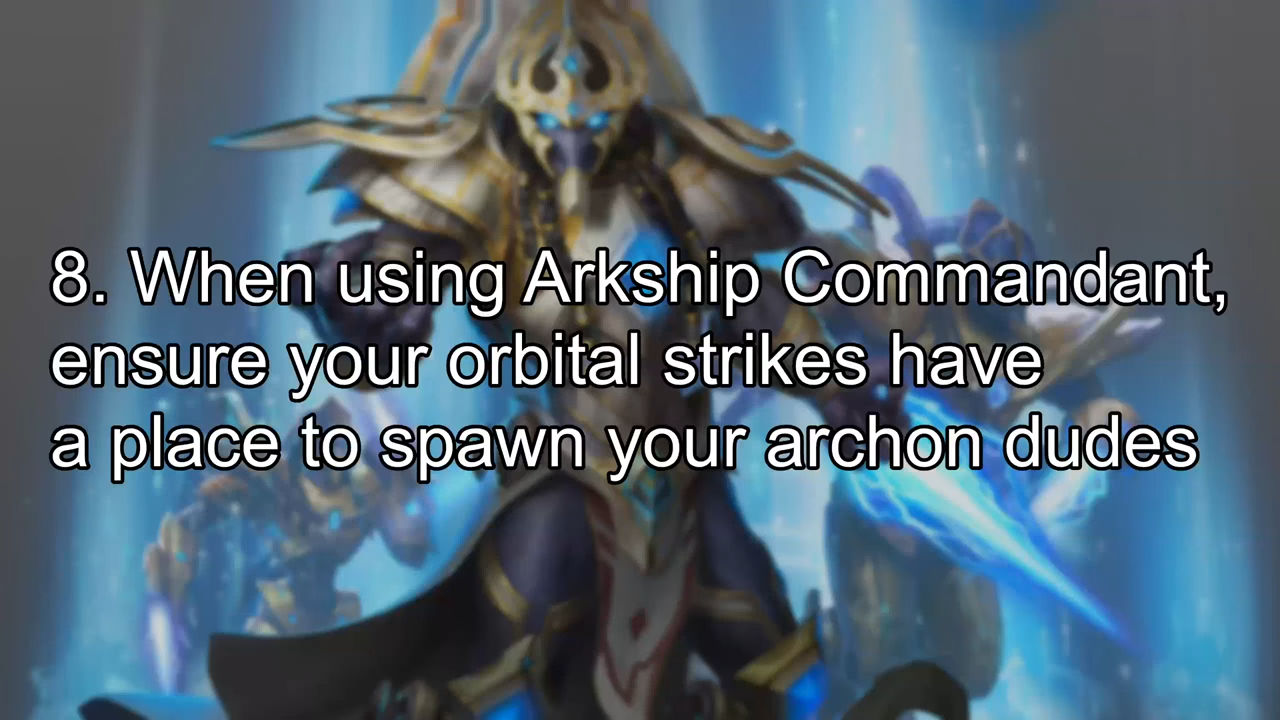 8. When using Arkship Commandant,
ensure your orbital strikes have
a place to spawn your archon dudes